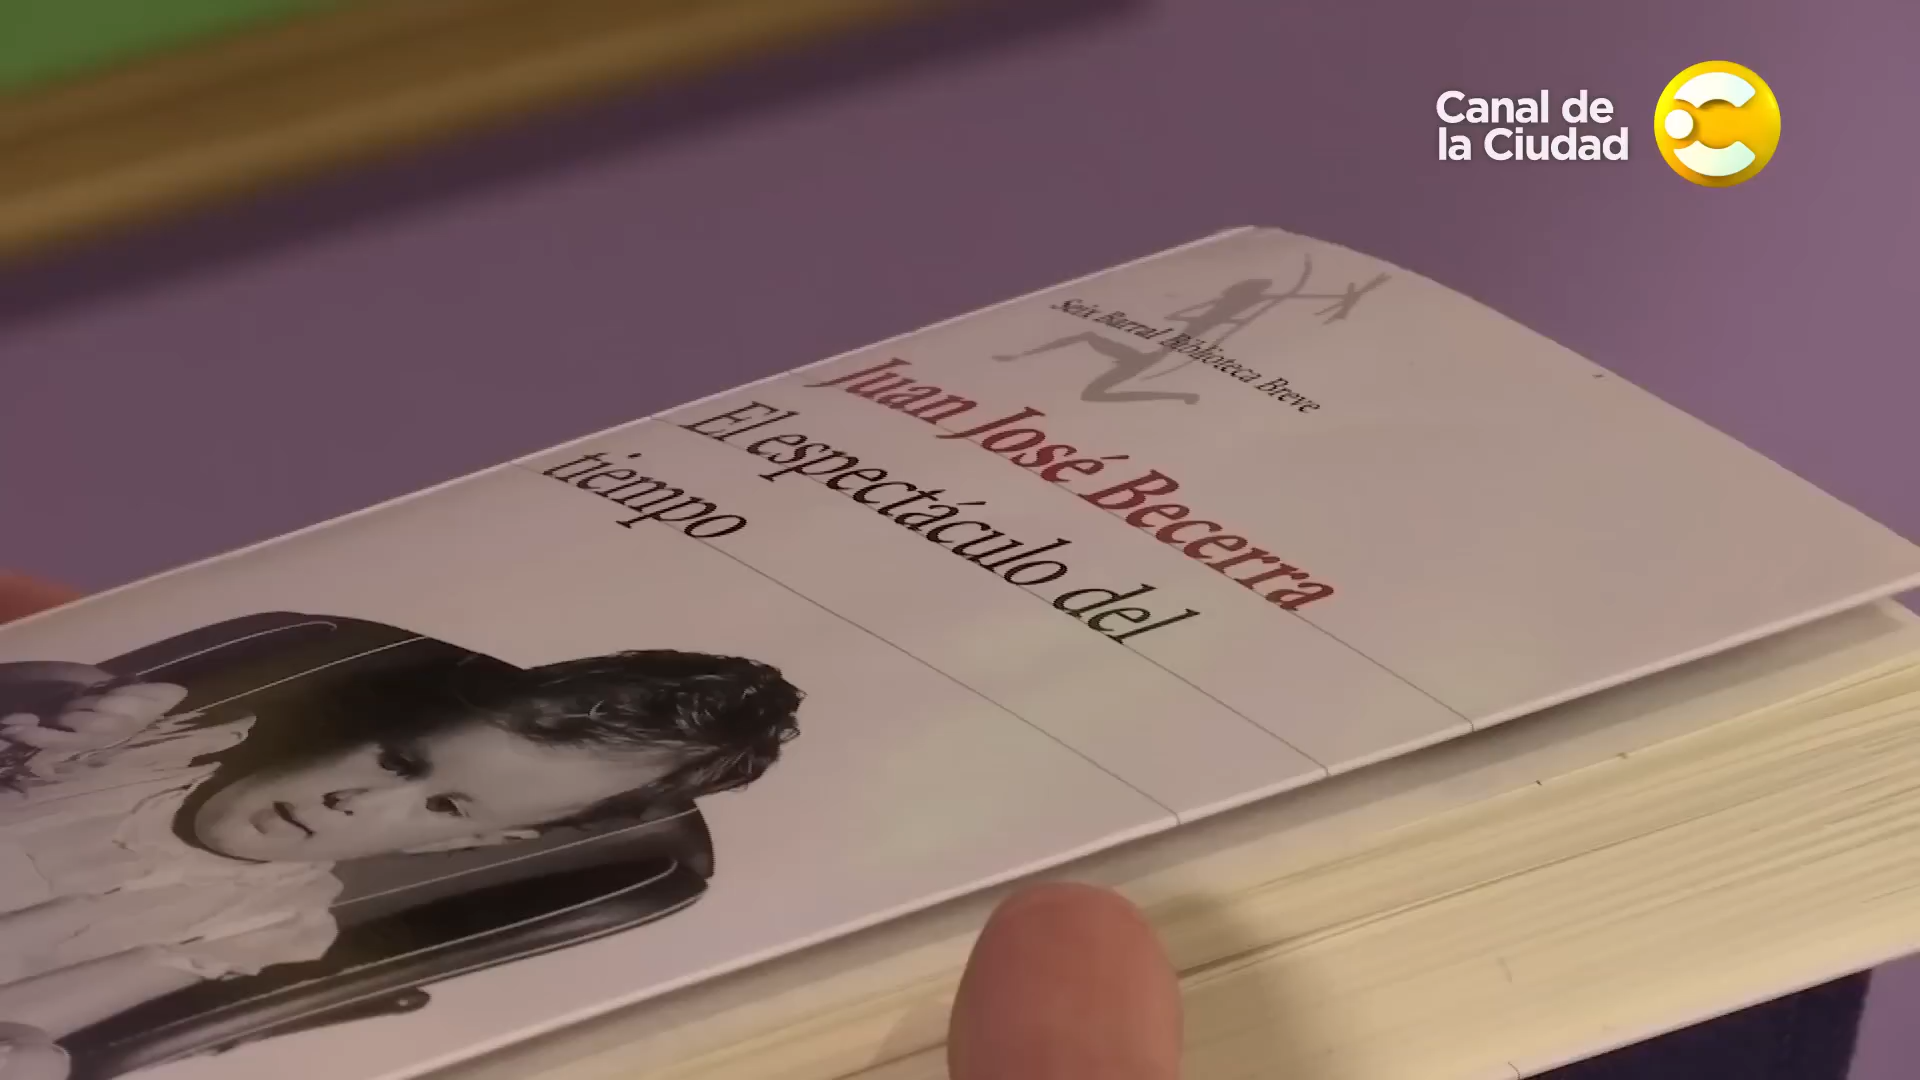 Canal de
la Ciudad
Seix Barral Biblioteca Breve
Juan José Becerra
El espectáculo del
tiempo